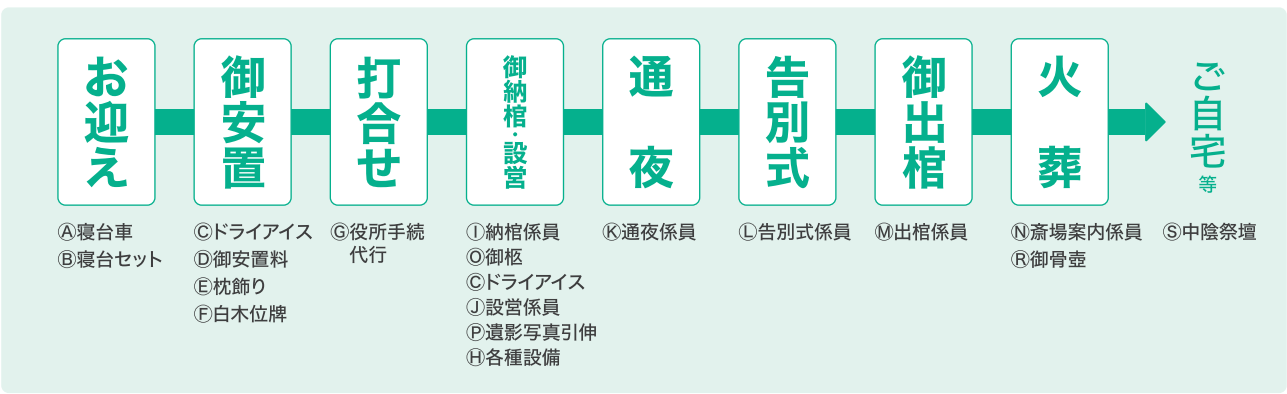 お迎え
御安置
打合せ
御納棺・設営
通夜
告別式
御出棺
火葬
ご自宅等
Ⓐ寝台車
Ⓑ寝台セット
Ⓒドライアイス
Ⓓ御安置料
Ⓔ枕飾り
Ⓕ白木位牌
Ⓖ役所手続
代行
Ⓘ納棺係員
Ⓞ御柩
Ⓒドライアイス
Ⓙ設営係員
Ⓟ遺影写真引伸
Ⓗ各種設備
Ⓚ通夜係員
Ⓛ告別式係員
Ⓜ出棺係員
Ⓝ斎場案内係員
Ⓡ御骨壺
Ⓢ中陰祭壇